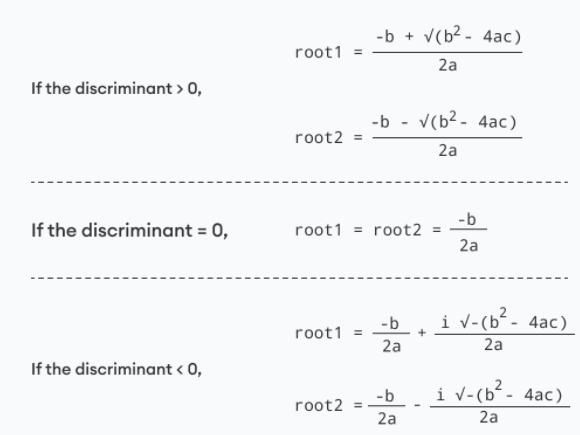 root1 = -b + √(b² - 4ac)
2a
If the discriminant > 0,
root2 = -b - √(b² - 4ac)
2a
If the discriminant = 0,
root1 = root2 = -b
2a
root1 = -b + i √-(b² - 4ac)
2a 2a
If the discriminant < 0,
root2 = -b - i √-(b² - 4ac)
2a 2a